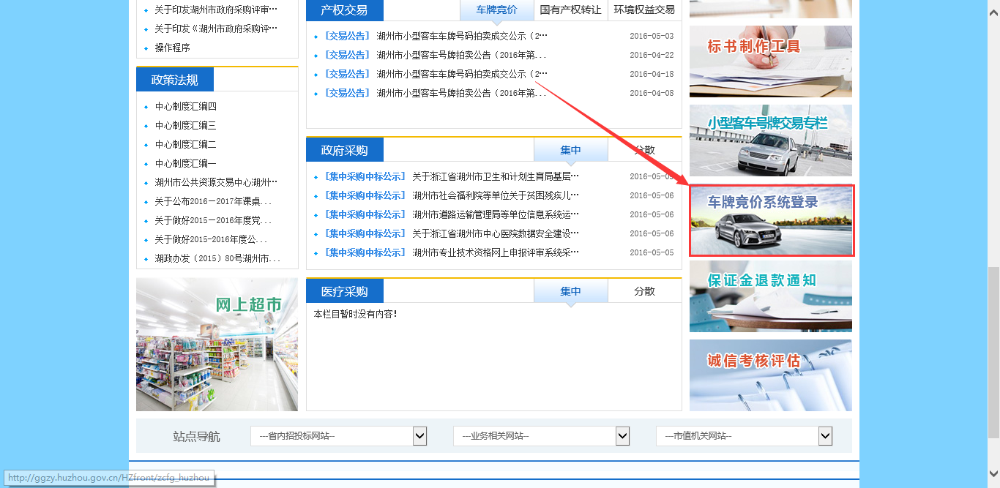 关于印发湖州市政府采购评审…
关于印发《湖州市政府采购评…
操作程序
政策法规
中心制度汇编四
中心制度汇编三
中心制度汇编二
中心制度汇编一
湖州市公共资源交易中心湖州…
关于公布2016－2017年课桌...
关于做好2015－2016年度党...
关于做好2015-2016年度公...
湖政办发（2015）80号湖州市...
网上超市
产权交易 车牌竞价 国有产权转让 环境权益交易
[交易公告] 湖州市小型客车车牌号码拍卖成交公示（2… 2016-05-03
[交易公告] 湖州市小型客车号牌拍卖公告（2016年第... 2016-04-22
[交易公告] 湖州市小型客车车牌号码拍卖成交公示（2… 2016-04-18
[交易公告] 湖州市小型客车号牌拍卖公告（2016年第... 2016-04-08
政府采购 集中 分散
[集中采购中标公示] 关于浙江省湖州市卫生和计划生育局基层… 2016-05-09
[集中采购中标公示] 湖州市社会福利院等单位关于贫困残疾儿… 2016-05-06
[集中采购中标公示] 湖州市道路运输管理局等单位信息系统运… 2016-05-06
[集中采购中标公示] 关于浙江省湖州市中心医院数据安全建设… 2016-05-06
[集中采购中标公示] 湖州市专业技术资格网上申报评审系统采… 2016-05-05
医疗采购 集中 分散
本栏目暂时没有内容！
标书制作工具
小型客车号牌交易专栏
车牌竞价系统登录
保证金退款通知
诚信考核评估
站点导航 ---省内招投标网站-- ---业务相关网站-- ---市值机关网站--
http://ggzy.huzhou.gov.cn/HZfront/zcfg_huzhou